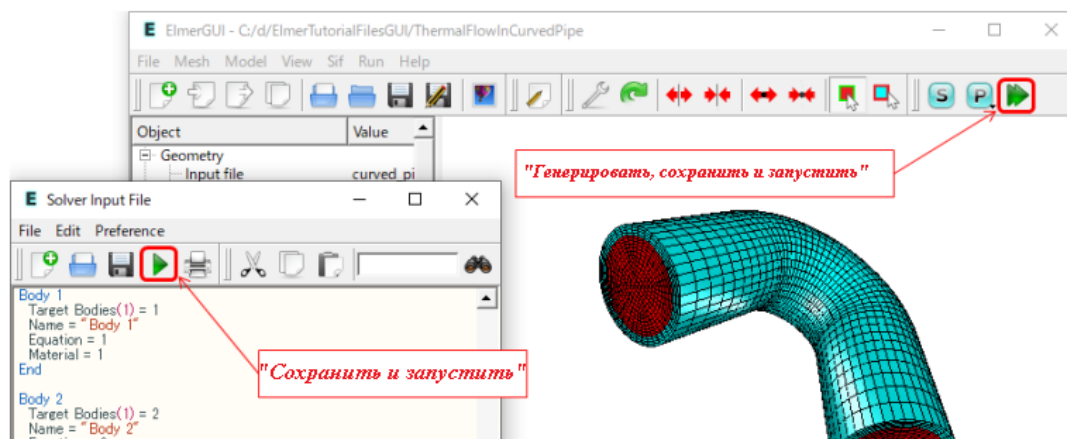 ElmerGUI - C:/d/ElmerTutorialFilesGUI/ThermalFlowInCurvedPipe
File Mesh Model View Sif Run Help
S P
Object Value
Geometry
Input file curved_pi
"Генерировать, сохранить и запустить"
Solver Input File
File Edit Preference
Body 1
Target Bodies(1) = 1
Name = "Body 1"
Equation = 1
Material = 1
End
"Сохранить и запустить"
Body 2
Target Bodies(1) = 2
Name = "Body 2"